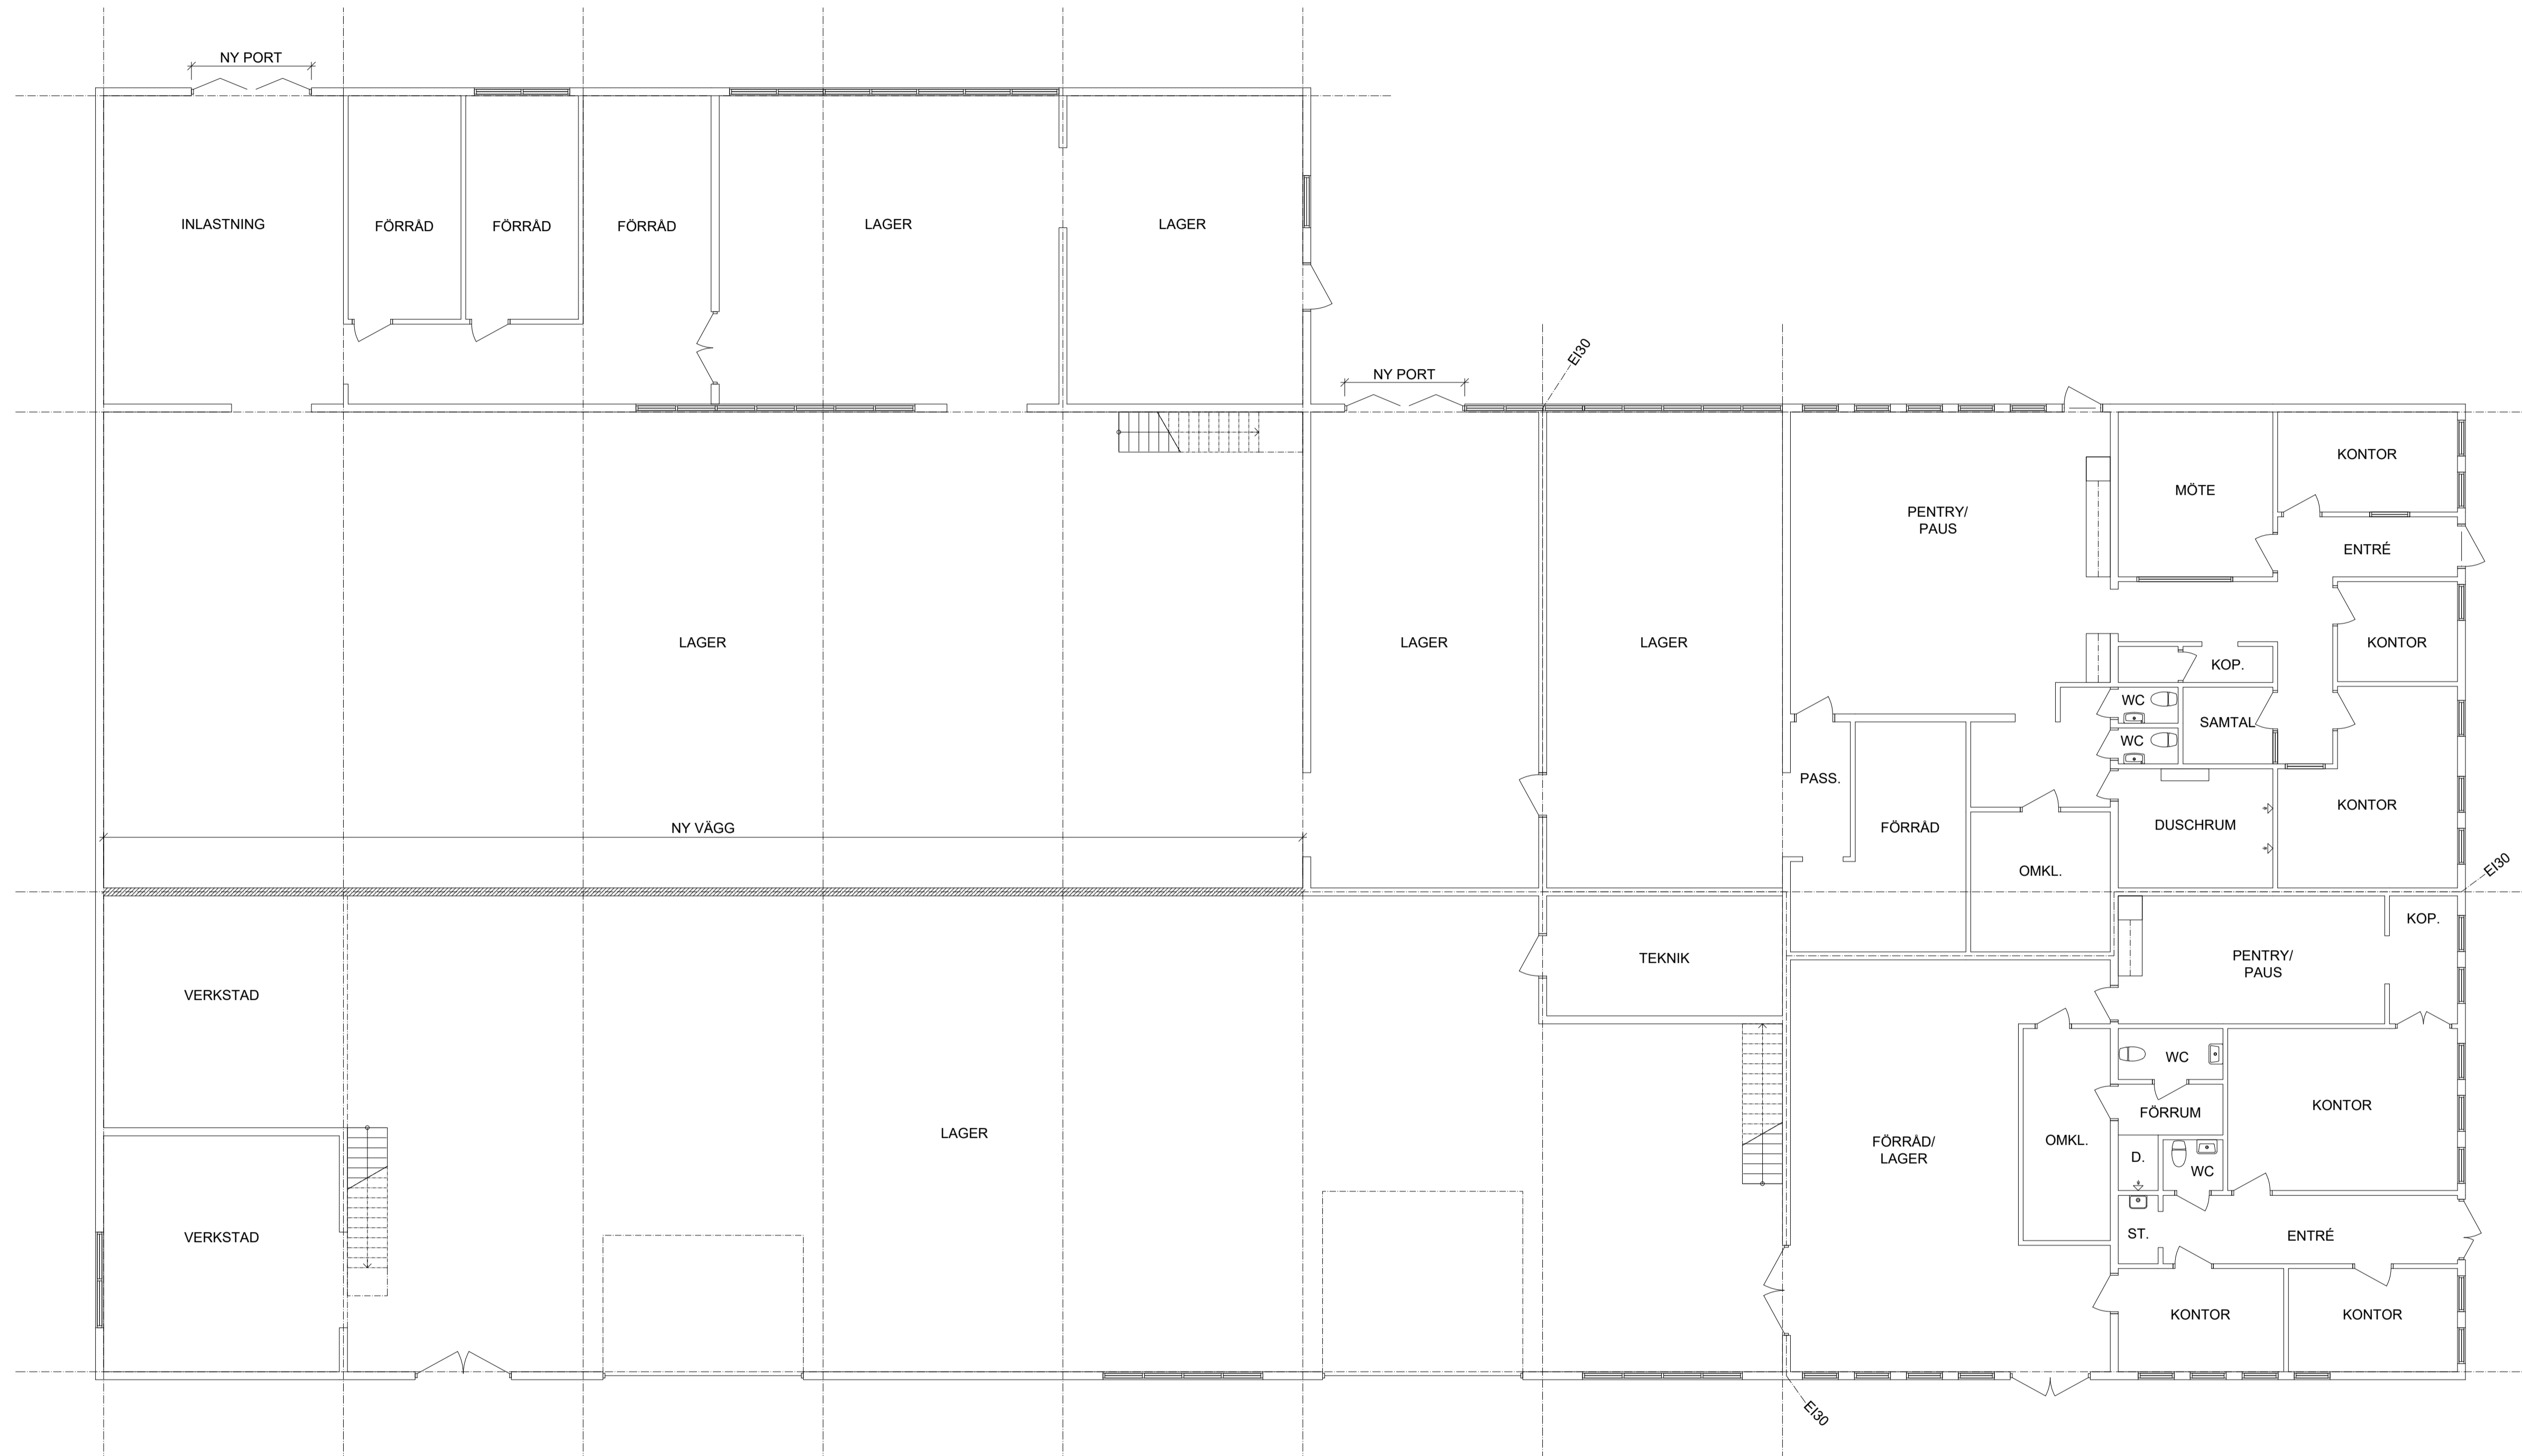 NY PORT
INLASTNING
FÖRRÅD
FÖRRÅD
FÖRRÅD
LAGER
LAGER
EI30
NY PORT
KONTOR
MÖTE
PENTRY/
PAUS
ENTRÉ
LAGER
LAGER
LAGER
KONTOR
KOP.
WC
SAMTAL
WC
PASS.
KONTOR
NY VÄGG
FÖRRÅD
DUSCHRUM
OMKL.
EI30
KOP.
TEKNIK
PENTRY/
PAUS
VERKSTAD
WC
KONTOR
FÖRRUM
LAGER
FÖRRÅD/
LAGER
OMKL.
D.
WC
VERKSTAD
ST.
ENTRÉ
KONTOR
KONTOR
EI30